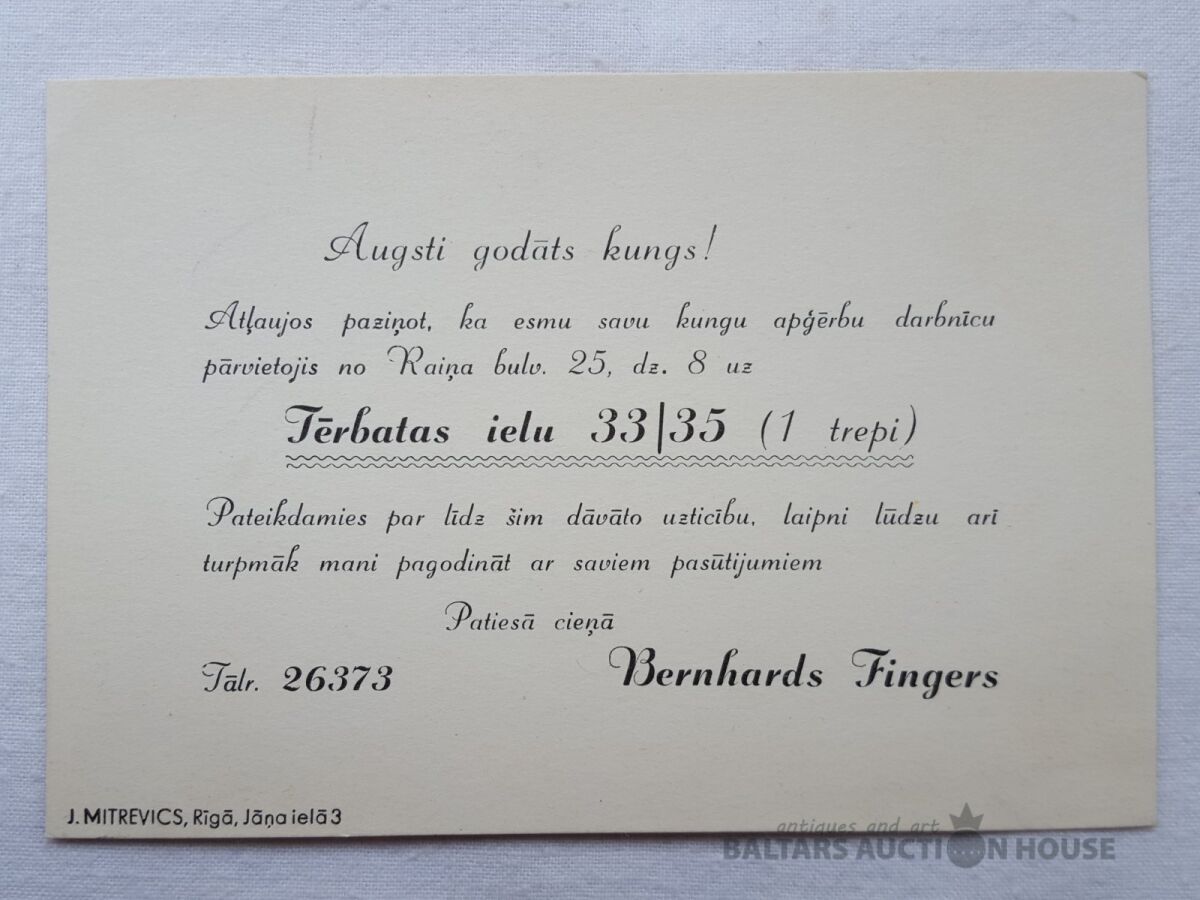 Augsti godāts kungs!
Atļaujos paziņot, ka esmu savu kungu apģērbu darbnīcu
pārvietojis no Raiņa bulv. 25, dz. 8 uz
Tērbatas ielu 33|35 (1 trepi)
Pateikdamies par līdz šim dāvāto uzticību, laipni lūdzu arī
turpmāk mani pagodināt ar saviem pasūtijumiem
Patiesā cieņā
Tālr. 26373 Bernhards Fingers
J. MITREVICS, Rīgā, Jāņa ielā 3
antiques and art
BALTARS AUCTION HOUSE